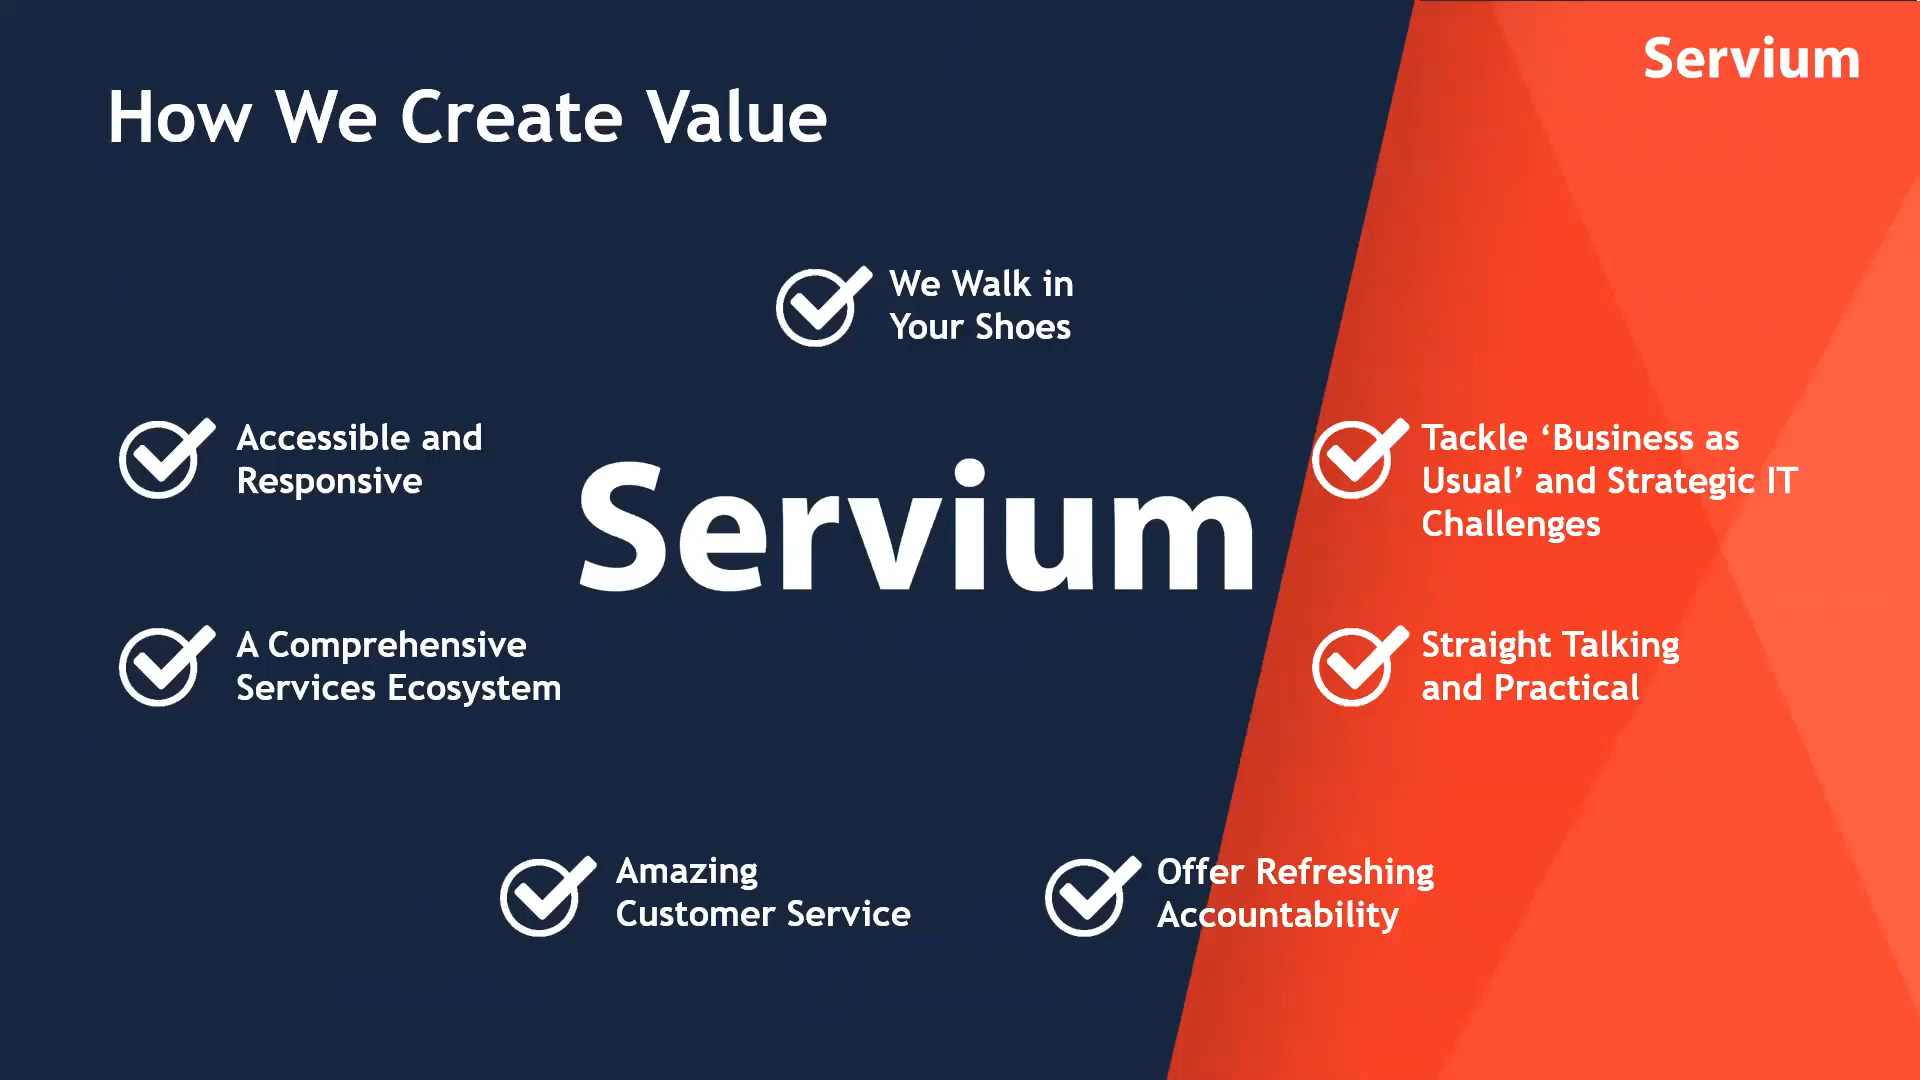 Servium
How We Create Value
We Walk in
Your Shoes
Accessible and
Responsive
Tackle ‘Business as
Usual’ and Strategic IT
Challenges
Servium
A Comprehensive
Services Ecosystem
Straight Talking
and Practical
Amazing
Customer Service
Offer Refreshing
Accountability